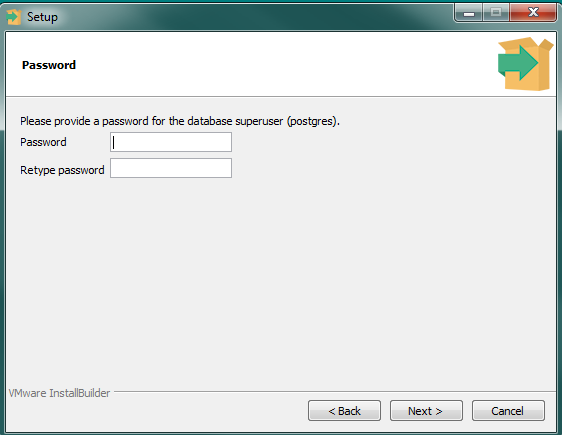 Setup
Password
Please provide a password for the database superuser (postgres).
Password
Retype password
VMware InstallBuilder
< Back
Next >
Cancel